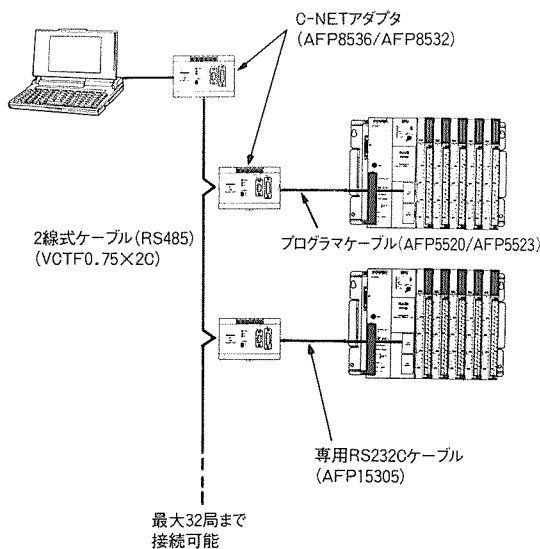 C-NETアダプタ
(AFP8536/AFP8532)
2線式ケーブル(RS485)
(VCTF0.75×2C)
プログラマケーブル(AFP5520/AFP5523)
専用RS232Cケーブル
(AFP15305)
最大32局まで
接続可能